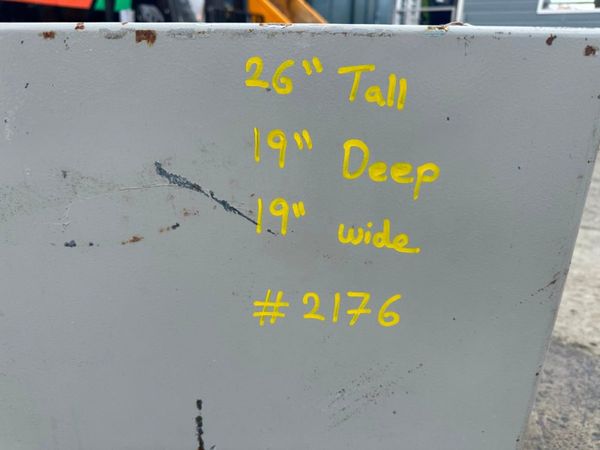 26" Tall
19" Deep
19" wide
#2176